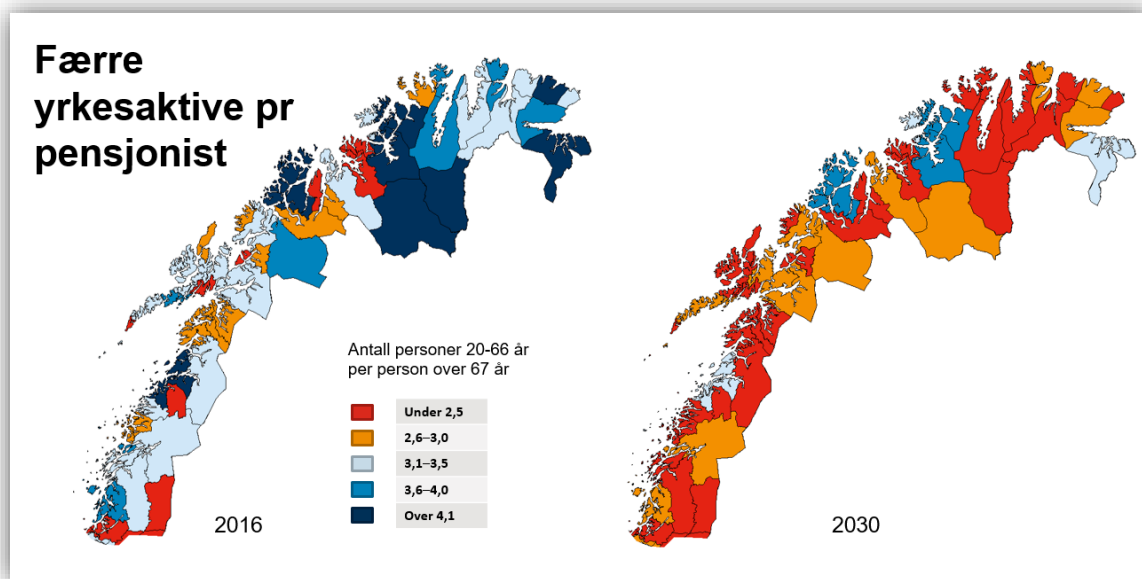 Færre
yrkesaktive pr
pensjonist
Antall personer 20-66 år
per person over 67 år
Under 2,5
2,6–3,0
3,1–3,5
3,6–4,0
Over 4,1
2016
2030